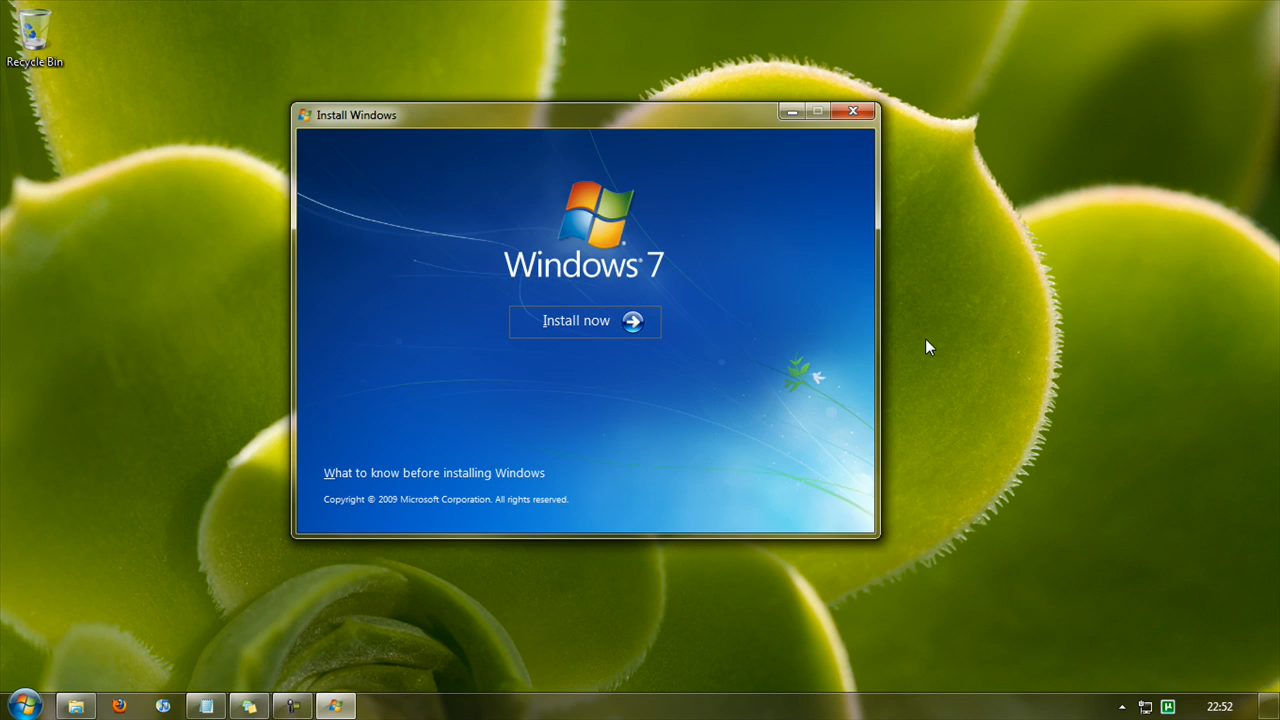 Recycle Bin
Install Windows
Windows® 7
Install now
What to know before installing Windows
Copyright © 2009 Microsoft Corporation. All rights reserved.
22:52